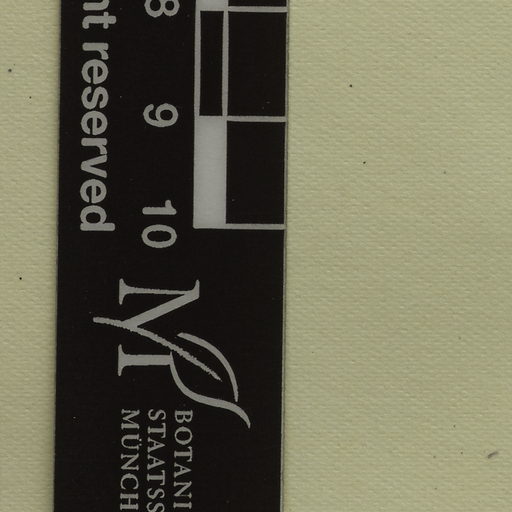 8 9 10
nt reserved
BOTANI
STAATSS
MÜNCH